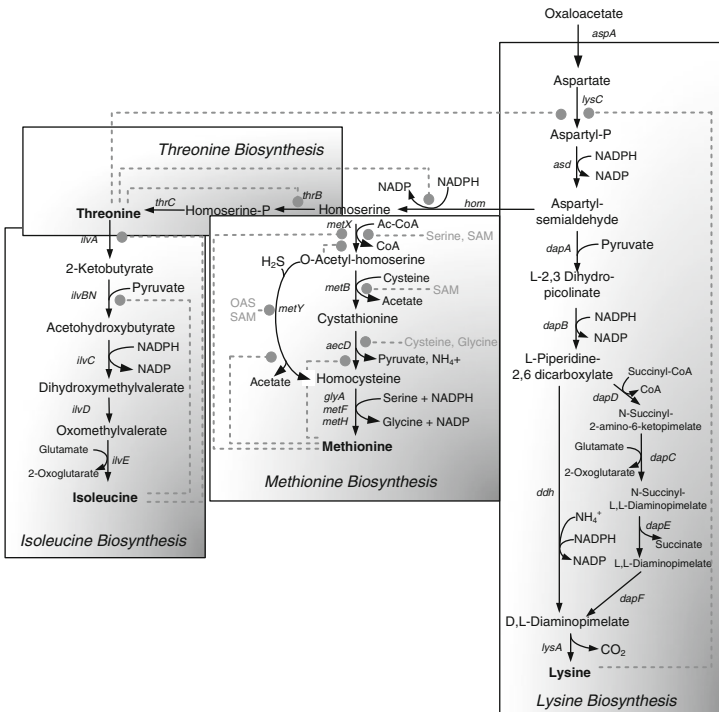 Oxaloacetate
aspA
Aspartate
lysC
Aspartyl-P
asd
NADPH
NADP
Aspartyl-
semialdehyde
hom
dapA
Pyruvate
L-2,3 Dihydro-
picolinate
dapB
NADPH
NADP
L-Piperidine-
2,6 dicarboxylate
Succinyl-CoA
CoA
dapD
N-Succinyl-
2-amino-6-ketopimelate
Glutamate
dapC
2-Oxoglutarate
N-Succinyl-
L,L-Diaminopimelate
ddh
NH4+
NADPH
NADP
dapE
Succinate
L,L-Diaminopimelate
dapF
D,L-Diaminopimelate
lysA
CO2
Lysine
Lysine Biosynthesis
Threonine Biosynthesis
NADP
NADPH
Threonine
thrC
Homoserine-P
thrB
Homoserine
ilvA
2-Ketobutyrate
ilvBN
Pyruvate
Acetohydroxybutyrate
ilvC
NADPH
NADP
Dihydroxymethylvalerate
ilvD
Oxomethylvalerate
Glutamate
ilvE
2-Oxoglutarate
Isoleucine
Isoleucine Biosynthesis
metX
Ac-CoA
CoA
Serine, SAM
H2S
O-Acetyl-homoserine
metB
Cysteine
Acetate
SAM
OAS
SAM
metY
Cystathionine
aecD
Cysteine, Glycine
Pyruvate, NH4+
Acetate
Homocysteine
glyA
metF
metH
Serine + NADPH
Glycine + NADP
Methionine
Methionine Biosynthesis